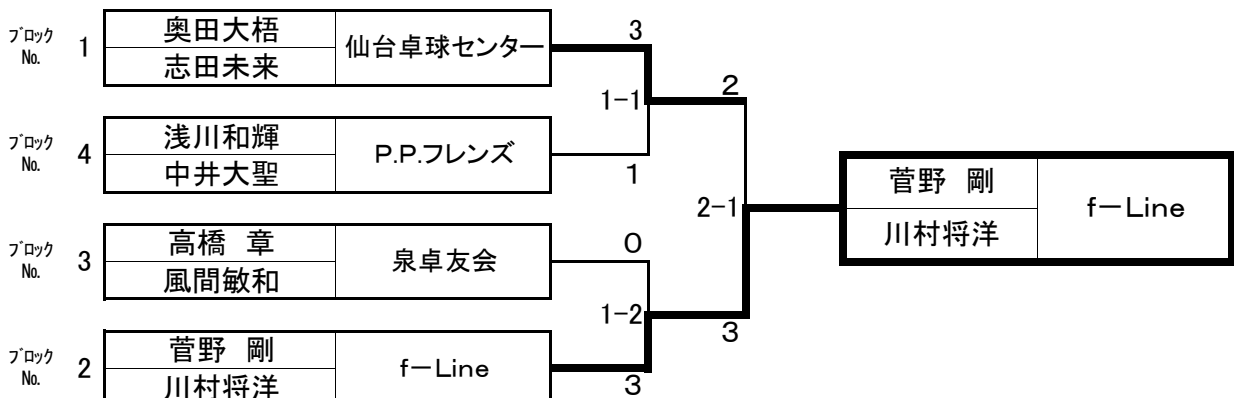 ブロック
No.
1
奥田大梧
志田未来
仙台卓球センター
3
1-1
2
ブロック
No.
4
浅川和輝
中井大聖
P.P.フレンズ
1
2-1
菅野 剛
川村将洋
f-Line
ブロック
No.
3
高橋 章
風間敏和
泉卓友会
0
1-2
3
ブロック
No.
2
菅野 剛
川村将洋
f-Line
3